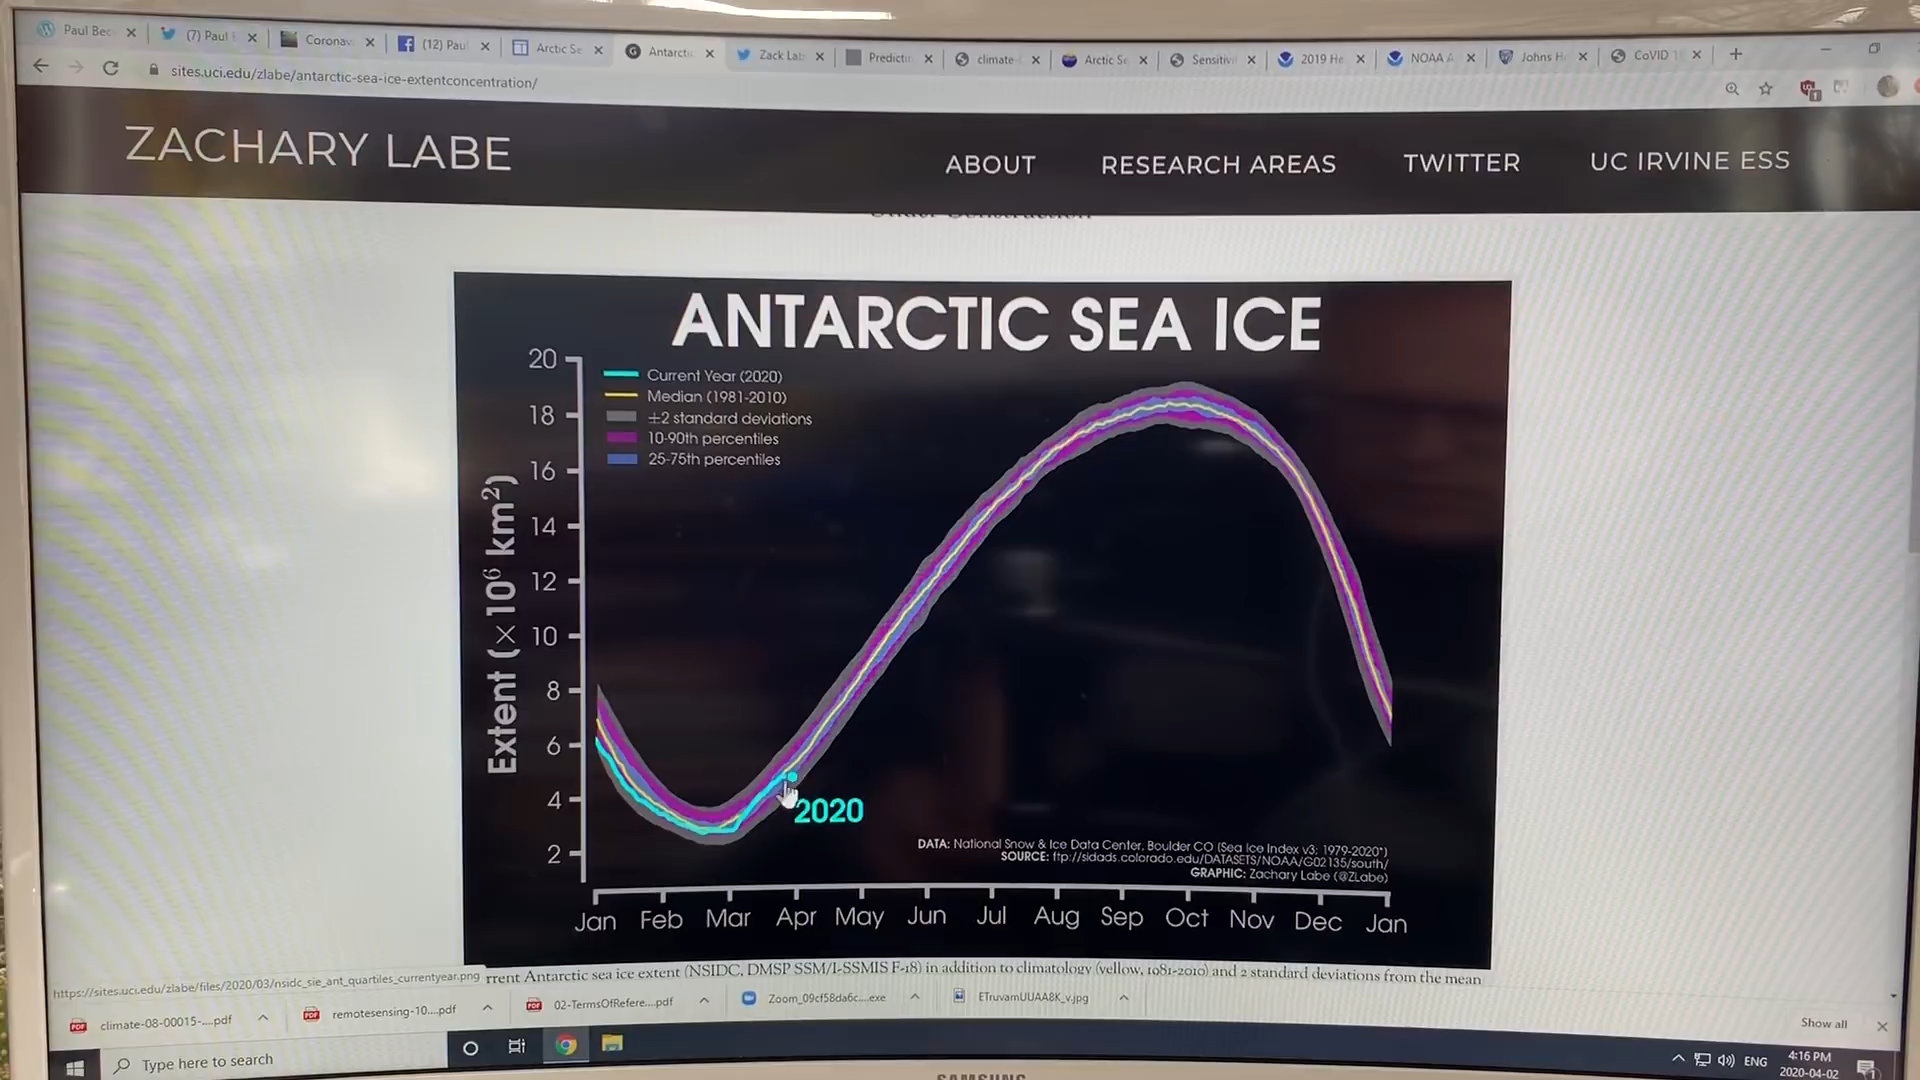 Paul Bec
(7) Paul
Coronav
(12) Paul
Arctic Se
Antarctic
Zack Lab
Predictin
climate
Arctic Se
Sensitivi
2019 He
NOAA A
Johns H
CoVID 1
sites.uci.edu/zlabe/antarctic-sea-ice-extentconcentration/
ZACHARY LABE
ABOUT
RESEARCH AREAS
TWITTER
UC IRVINE ESS
ANTARCTIC SEA ICE
Current Year (2020)
Median (1981-2010)
±2 standard deviations
10-90th percentiles
25-75th percentiles
Extent (×10⁶ km²)
20
18
16
14
12
10
8
6
4
2
2020
DATA: National Snow & Ice Data Center, Boulder CO (Sea Ice Index v3: 1979-2020*)
SOURCE: ftp://sidads.colorado.edu/DATASETS/NOAA/G02135/south/
GRAPHIC: Zachary Labe (@ZLabe)
Jan Feb Mar Apr May Jun Jul Aug Sep Oct Nov Dec Jan
https://sites.uci.edu/zlabe/files/2020/03/nsidc_sie_ant_quartiles_currentyear.png
rrent Antarctic sea ice extent (NSIDC, DMSP SSM/I-SSMIS F-18) in addition to climatology (yellow, 1981-2010) and 2 standard deviations from the mean
climate-08-00015-....pdf
remotesensing-10....pdf
02-TermsOfRefere....pdf
Zoom_09cf58da6c....exe
ETruvamUUAA8K_v.jpg
Show all
Type here to search
ENG
4:16 PM
2020-04-02
1
SAMSUNG